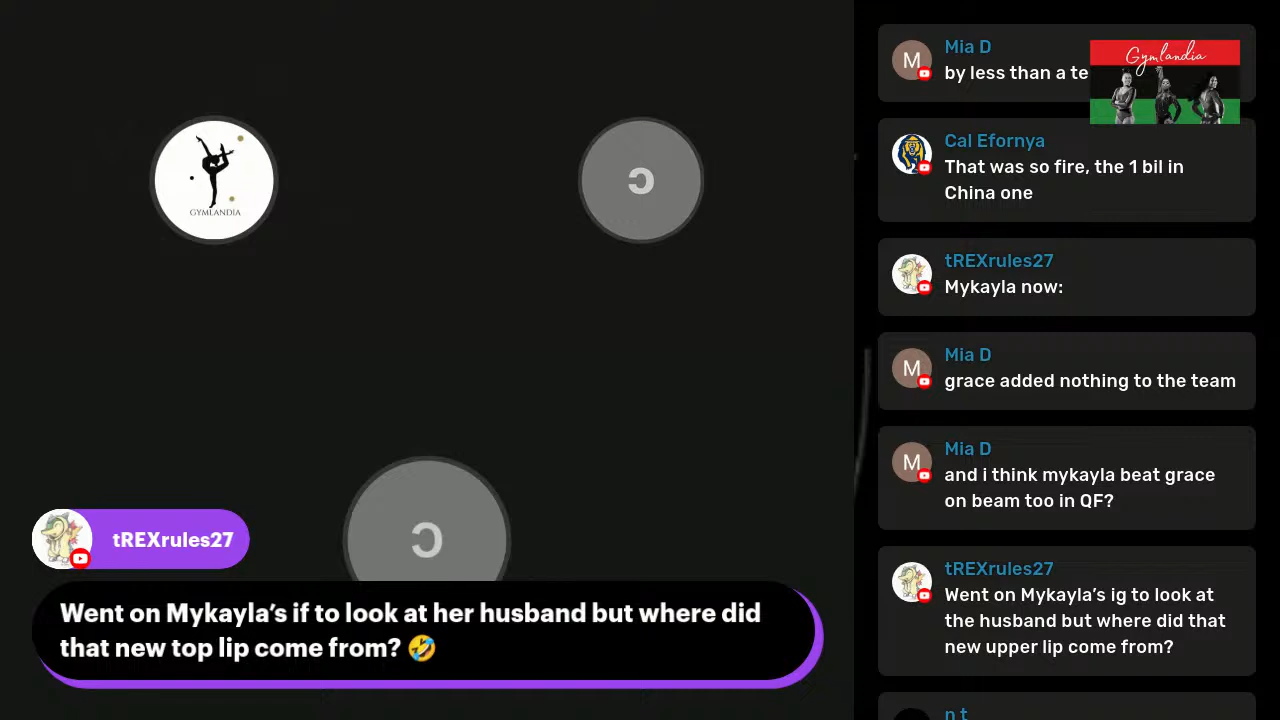 GYMLANDIA
ɔ
ɔ
tREXrules27
Went on Mykayla’s if to look at her husband but where did
that new top lip come from? 🤣
Gymlandia
M
Mia D
by less than a te
Cal Efornya
That was so fire, the 1 bil in
China one
tREXrules27
Mykayla now:
M
Mia D
grace added nothing to the team
M
Mia D
and i think mykayla beat grace
on beam too in QF?
tREXrules27
Went on Mykayla’s ig to look at
the husband but where did that
new upper lip come from?
n t